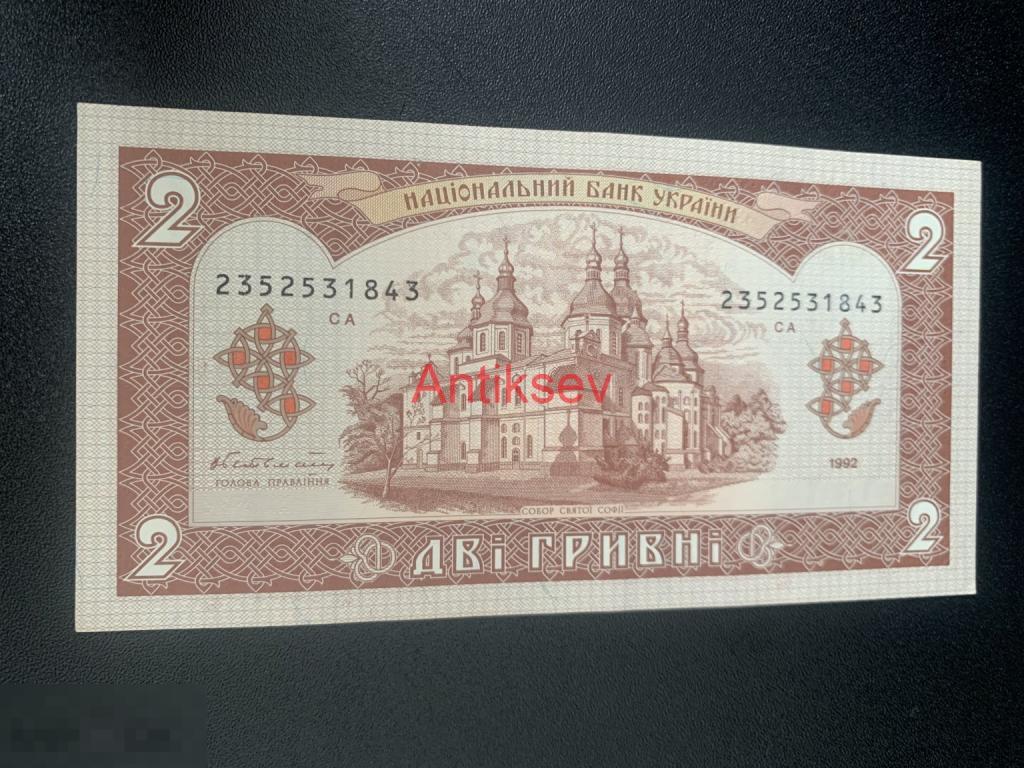 НАЦІОНАЛЬНИЙ БАНК УКРАЇНИ
2 2
2352531843 2352531843
СА СА
Antiksev
1992
ГОЛОВА ПРАВЛІННЯ
СОБОР СВЯТОЇ СОФІЇ
2 ДВІ ГРИВНІ 2